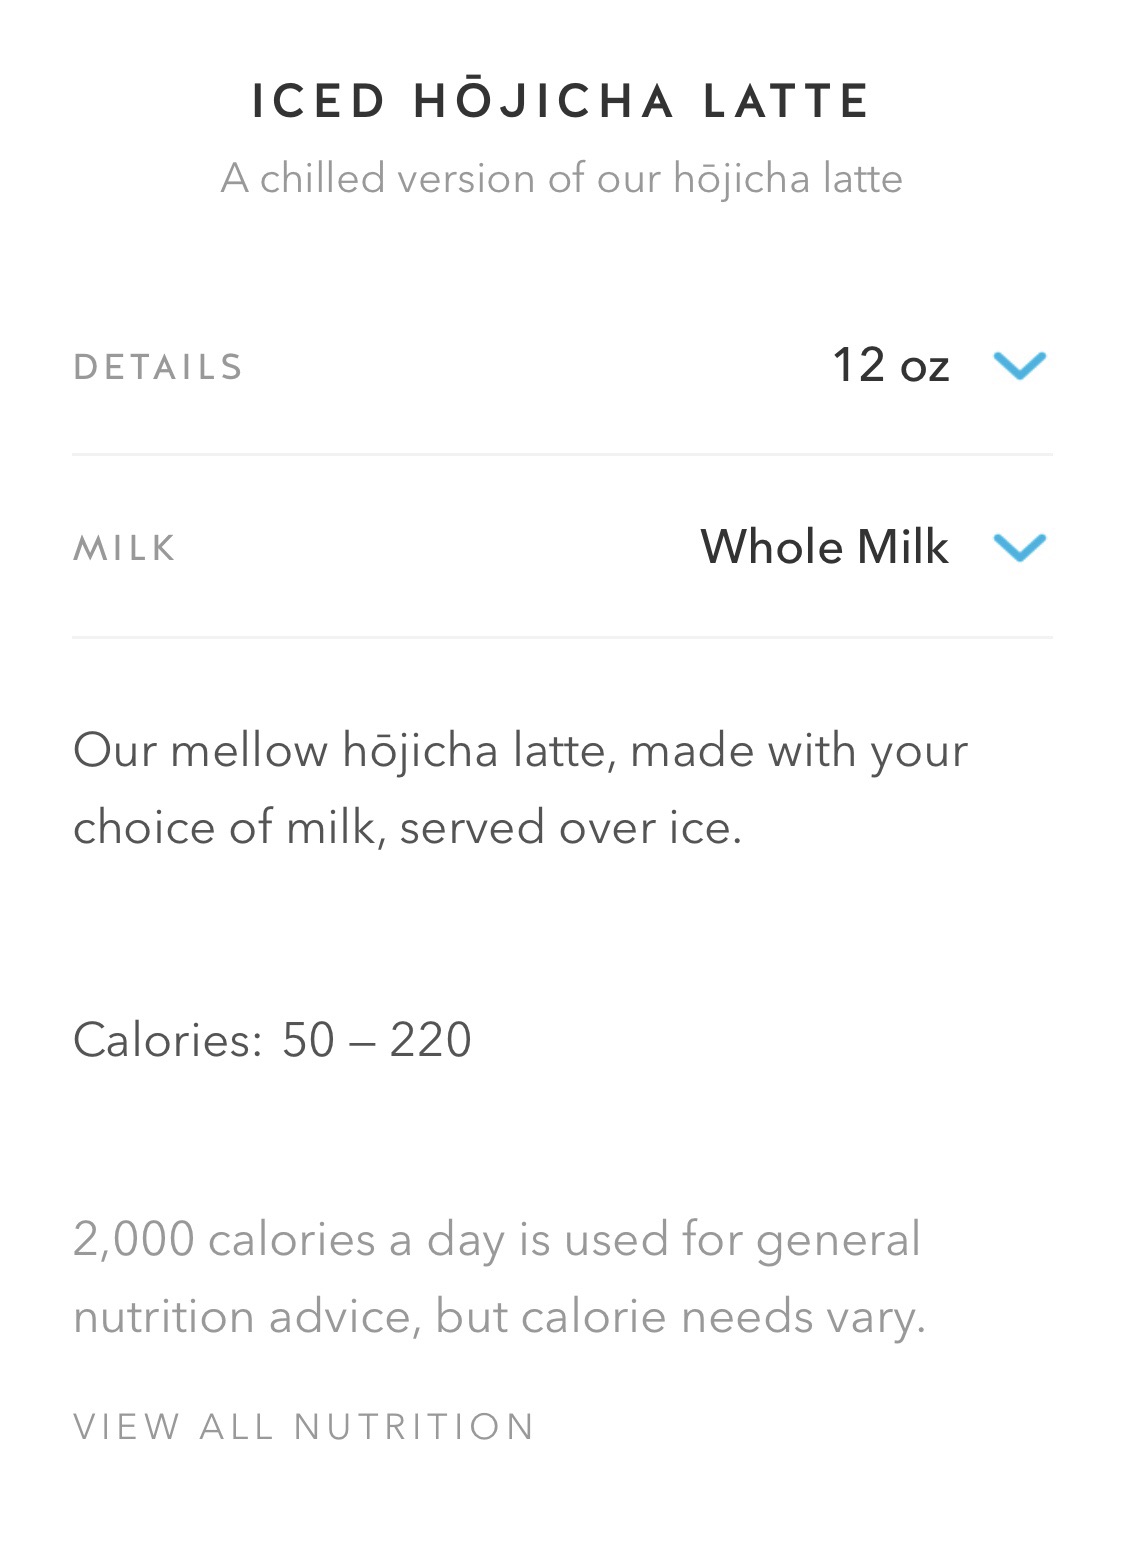 ICED HŌJICHA LATTE
A chilled version of our hōjicha latte
DETAILS 12 oz
MILK Whole Milk
Our mellow hōjicha latte, made with your
choice of milk, served over ice.
Calories: 50 – 220
2,000 calories a day is used for general
nutrition advice, but calorie needs vary.
VIEW ALL NUTRITION